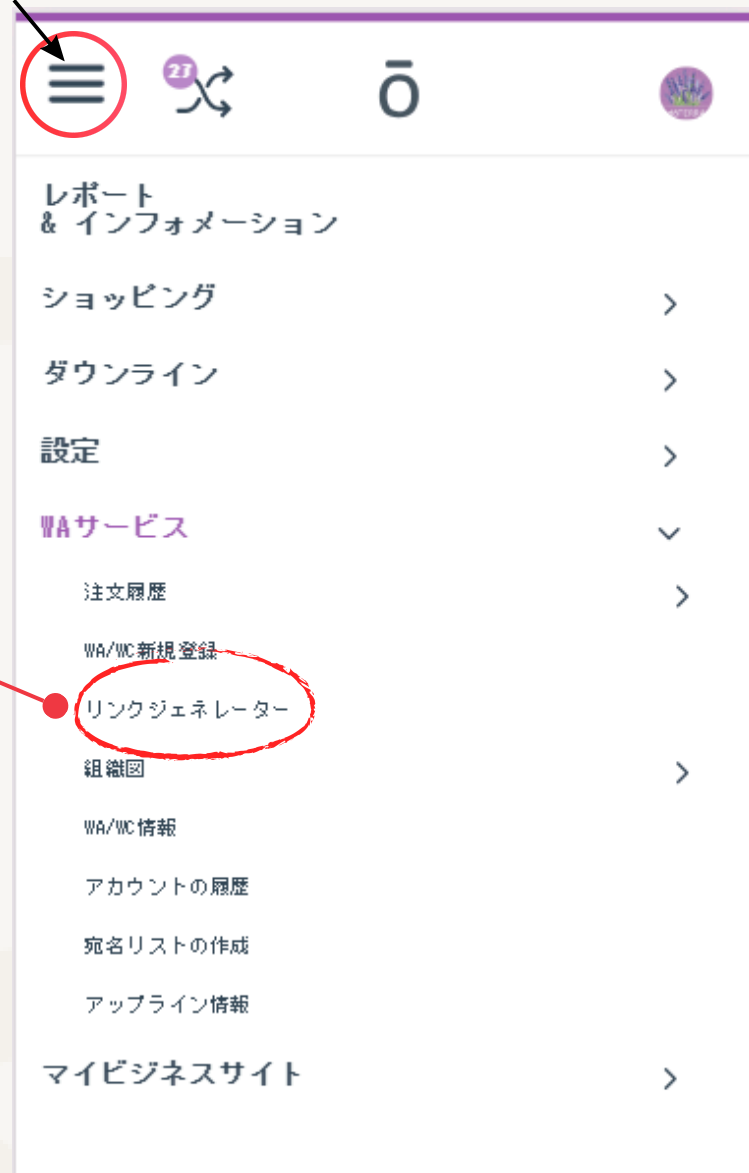 27
ō
レポート
& インフォメーション
ショッピング
ダウンライン
設定
WAサービス
注文履歴
WA/WC新規登録
リンクジェネレーター
組織図
WA/WC情報
アカウントの履歴
宛名リストの作成
アップライン情報
マイビジネスサイト